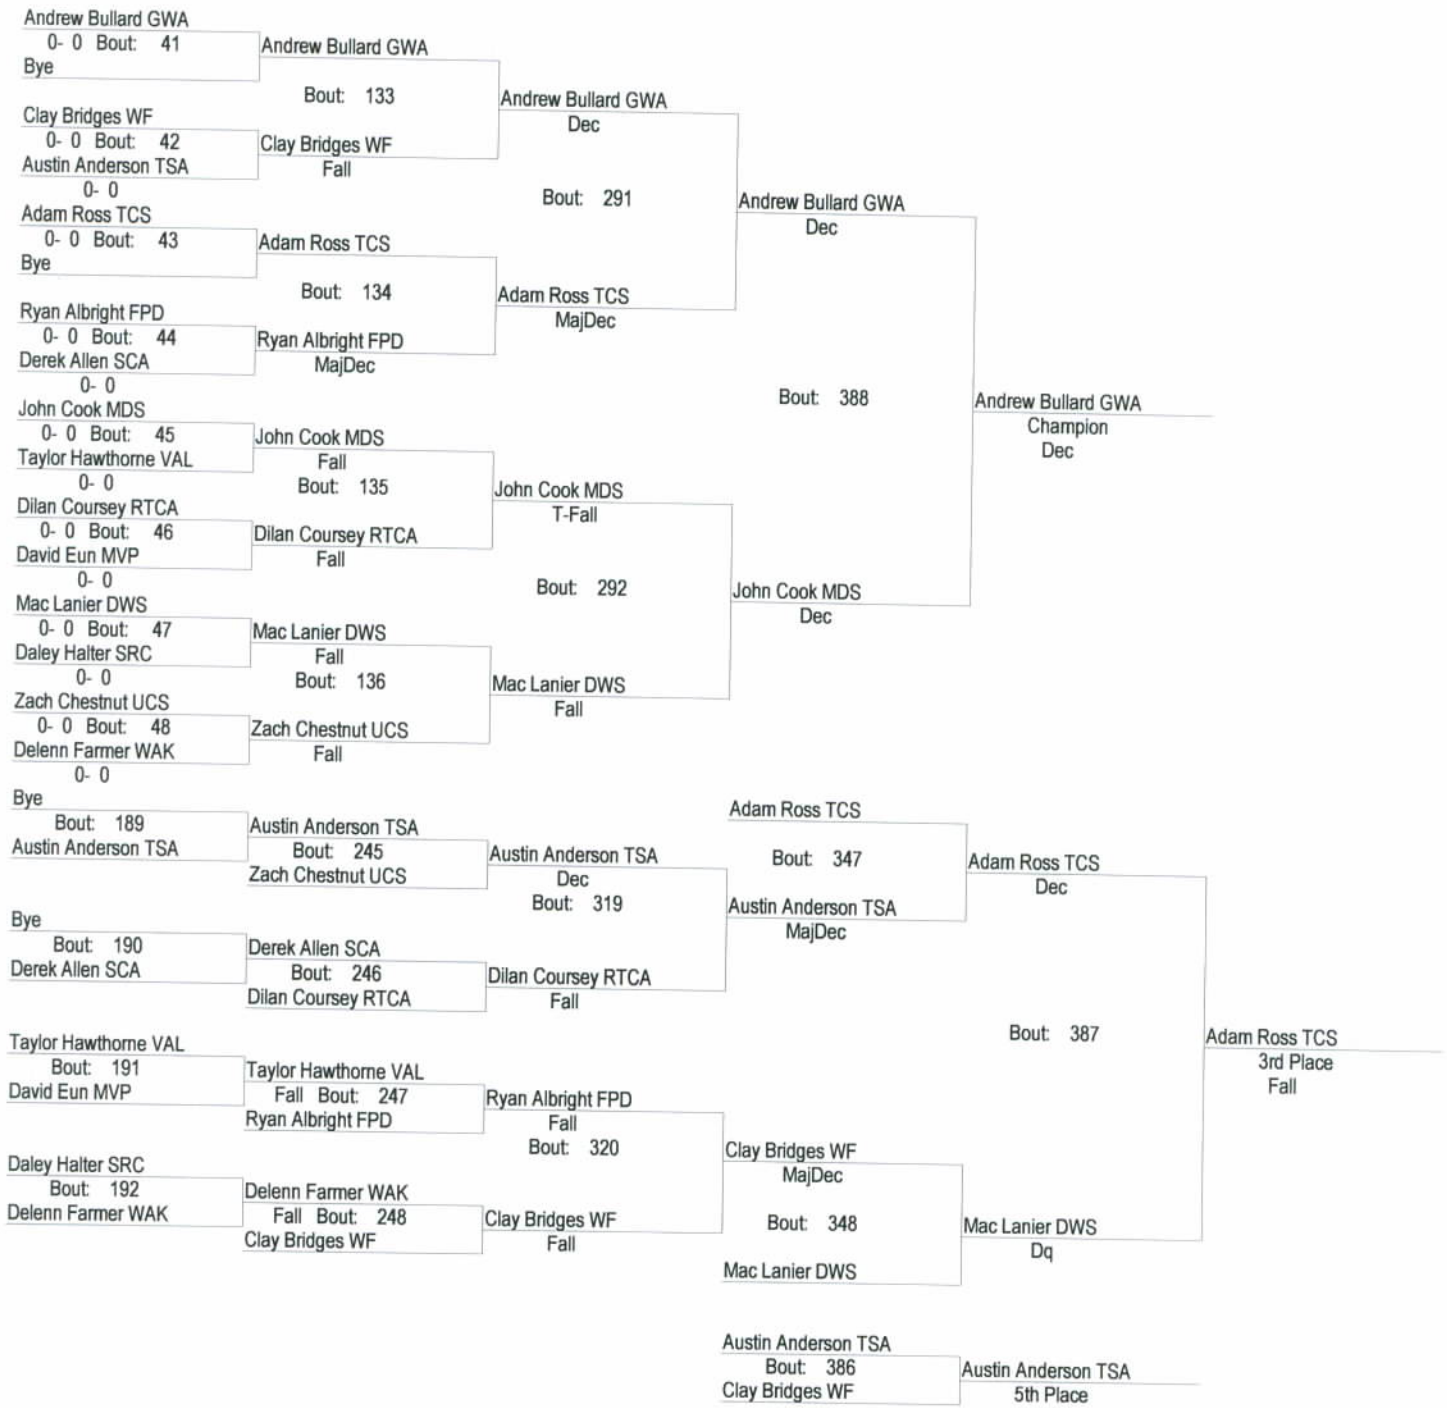 Andrew Bullard GWA
0- 0 Bout: 41
Bye
Andrew Bullard GWA
Bout: 133
Clay Bridges WF
0- 0 Bout: 42
Austin Anderson TSA
0- 0
Clay Bridges WF
Fall
Andrew Bullard GWA
Dec
Bout: 291
Adam Ross TCS
0- 0 Bout: 43
Bye
Adam Ross TCS
Bout: 134
Ryan Albright FPD
0- 0 Bout: 44
Derek Allen SCA
0- 0
Ryan Albright FPD
MajDec
Adam Ross TCS
MajDec
Andrew Bullard GWA
Dec
Bout: 388
Andrew Bullard GWA
Champion
Dec
John Cook MDS
0- 0 Bout: 45
Taylor Hawthorne VAL
0- 0
John Cook MDS
Fall
Bout: 135
Dilan Coursey RTCA
0- 0 Bout: 46
David Eun MVP
0- 0
Dilan Coursey RTCA
Fall
John Cook MDS
T-Fall
Bout: 292
Mac Lanier DWS
0- 0 Bout: 47
Daley Halter SRC
0- 0
Mac Lanier DWS
Fall
Bout: 136
Zach Chestnut UCS
0- 0 Bout: 48
Delenn Farmer WAK
0- 0
Zach Chestnut UCS
Fall
Mac Lanier DWS
Fall
John Cook MDS
Dec
Bye
Bout: 189
Austin Anderson TSA
Austin Anderson TSA
Bout: 245
Zach Chestnut UCS
Austin Anderson TSA
Dec
Bout: 319
Bye
Bout: 190
Derek Allen SCA
Derek Allen SCA
Bout: 246
Dilan Coursey RTCA
Dilan Coursey RTCA
Fall
Adam Ross TCS
Bout: 347
Austin Anderson TSA
MajDec
Adam Ross TCS
Dec
Bout: 387
Adam Ross TCS
3rd Place
Fall
Taylor Hawthorne VAL
Bout: 191
David Eun MVP
Taylor Hawthorne VAL
Fall Bout: 247
Ryan Albright FPD
Ryan Albright FPD
Fall
Bout: 320
Daley Halter SRC
Bout: 192
Delenn Farmer WAK
Delenn Farmer WAK
Fall Bout: 248
Clay Bridges WF
Clay Bridges WF
Fall
Clay Bridges WF
MajDec
Bout: 348
Mac Lanier DWS
Mac Lanier DWS
Dq
Austin Anderson TSA
Bout: 386
Clay Bridges WF
Austin Anderson TSA
5th Place